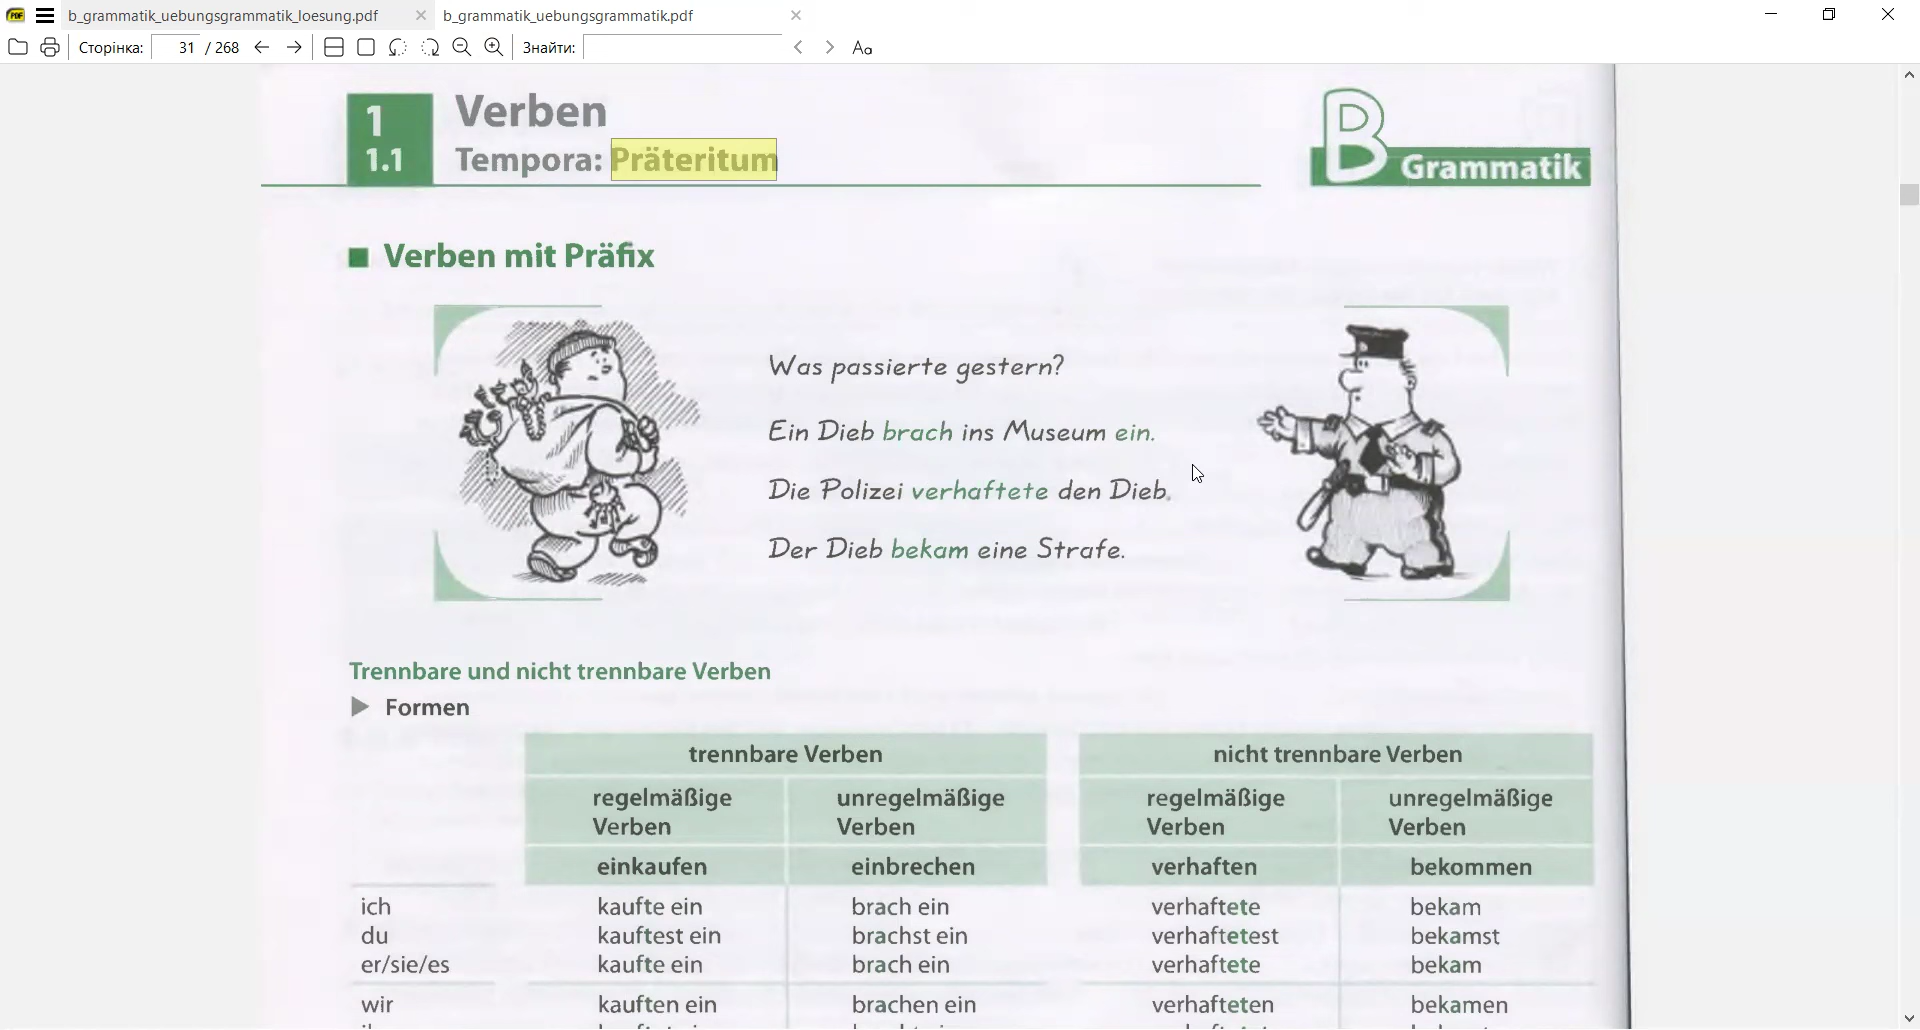 b_grammatik_uebungsgrammatik_loesung.pdf
b_grammatik_uebungsgrammatik.pdf
Сторінка: 31 / 268
Знайти:
Aa
1
Verben
1.1
Tempora: Präteritum
B Grammatik
Verben mit Präfix
Was passierte gestern?
Ein Dieb brach ins Museum ein.
Die Polizei verhaftete den Dieb.
Der Dieb bekam eine Strafe.
Trennbare und nicht trennbare Verben
Formen
trennbare Verben nicht trennbare Verben
regelmäßige Verben unregelmäßige Verben regelmäßige Verben unregelmäßige Verben
einkaufen einbrechen verhaften bekommen
ich kaufte ein brach ein verhaftete bekam
du kauftest ein brachst ein verhaftetest bekamst
er/sie/es kaufte ein brach ein verhaftete bekam
wir kauften ein brachen ein verhafteten bekamen